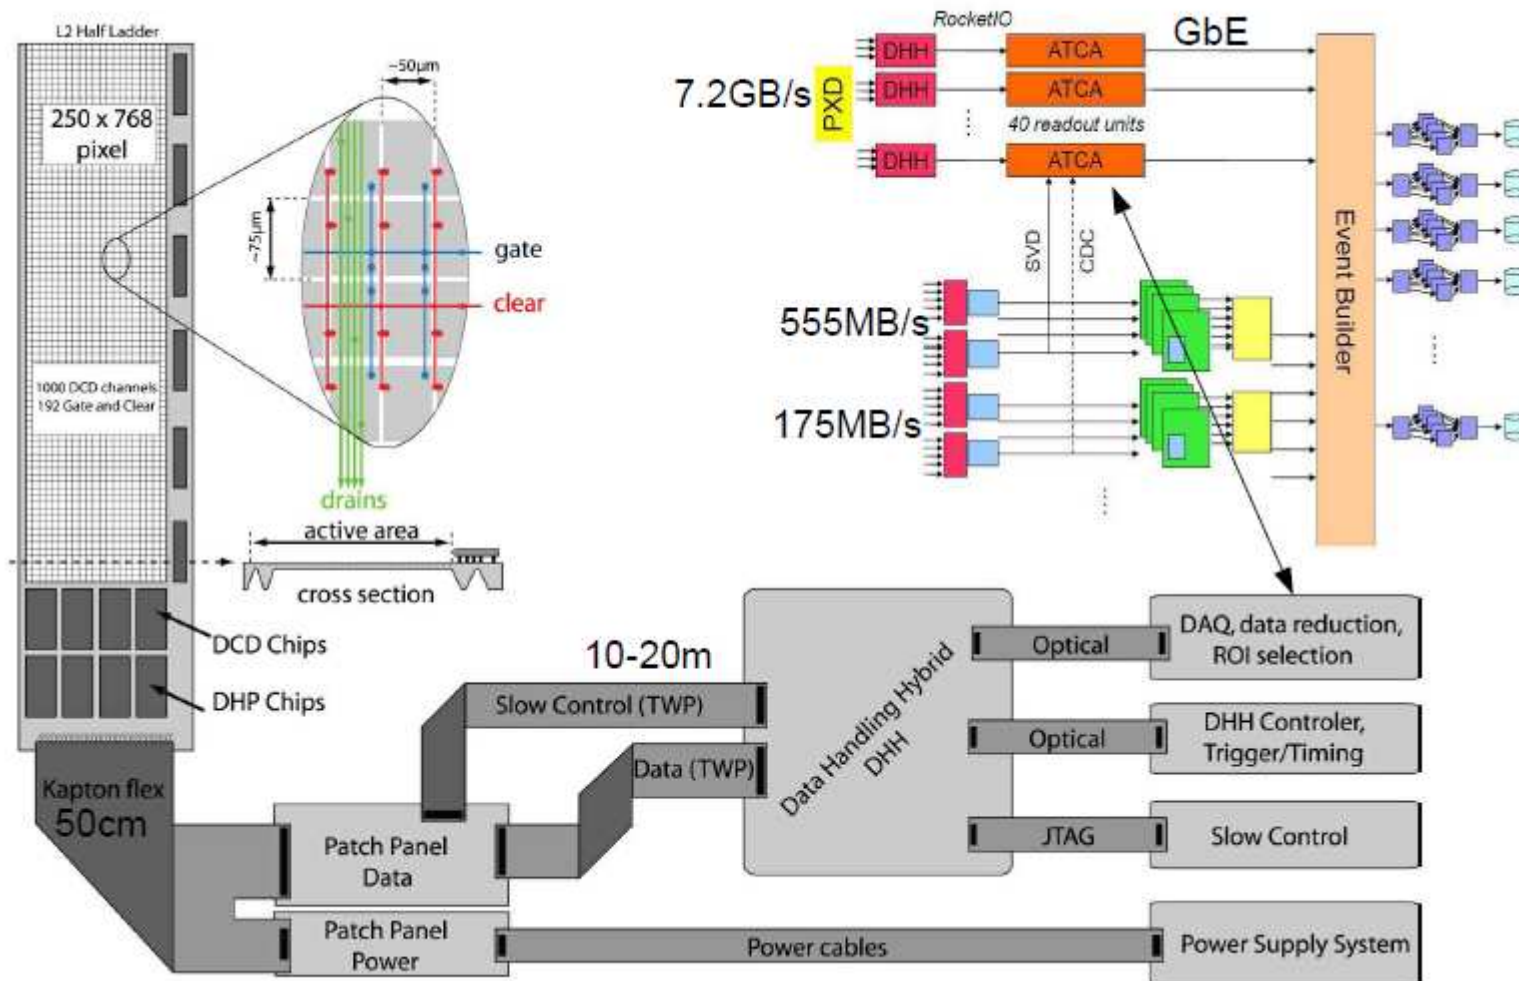 L2 Half Ladder
250 x 768
pixel
1000 DCD channels
192 Gate and Clear
~50µm
~75µm
gate
clear
drains
active area
cross section
DCD Chips
DHP Chips
RocketIO
GbE
7.2GB/s
PXD
DHH
ATCA
DHH
ATCA
40 readout units
DHH
ATCA
SVD
CDC
555MB/s
175MB/s
Event Builder
10-20m
Kapton flex
50cm
Slow Control (TWP)
Data (TWP)
Patch Panel
Data
Patch Panel
Power
Power cables
Data Handling Hybrid
DHH
Optical
DAQ, data reduction,
ROI selection
Optical
DHH Controler,
Trigger/Timing
JTAG
Slow Control
Power Supply System